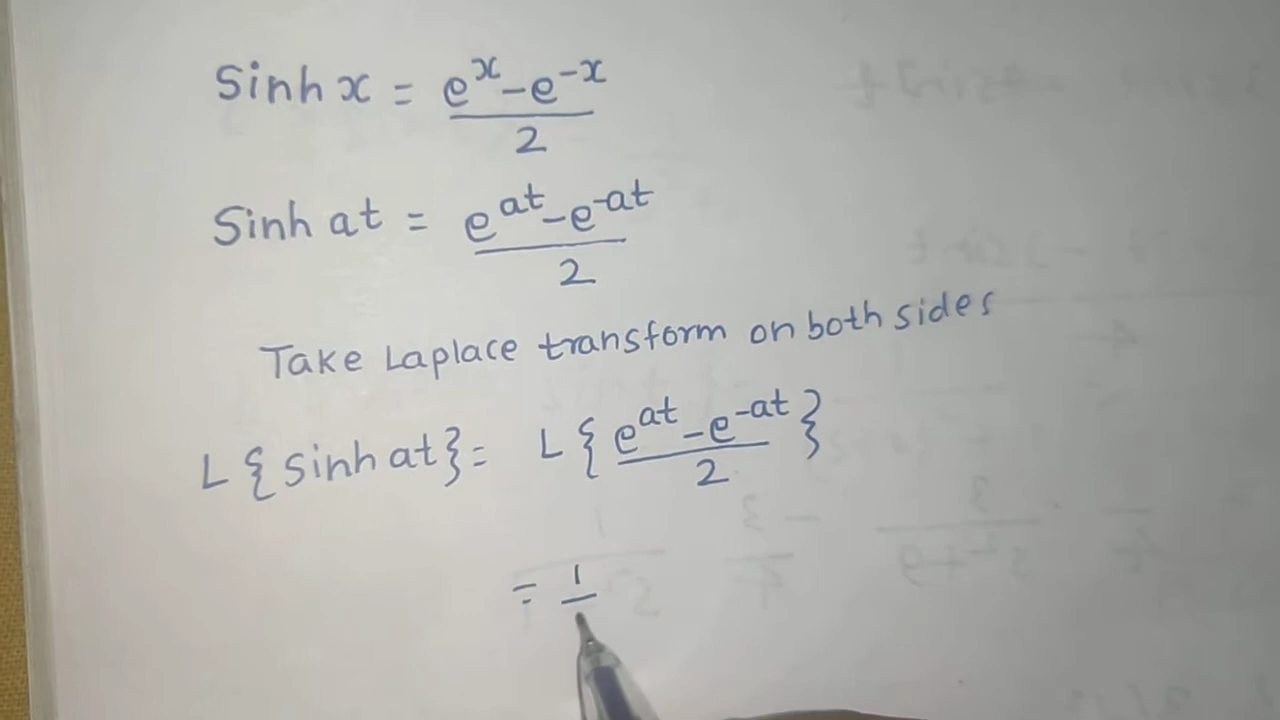 Sinh x = e^x - e^-x / 2
Sinh at = e^at - e^-at / 2
Take Laplace transform on both sides
L { sinh at } = L { e^at - e^-at / 2 }
= 1 /